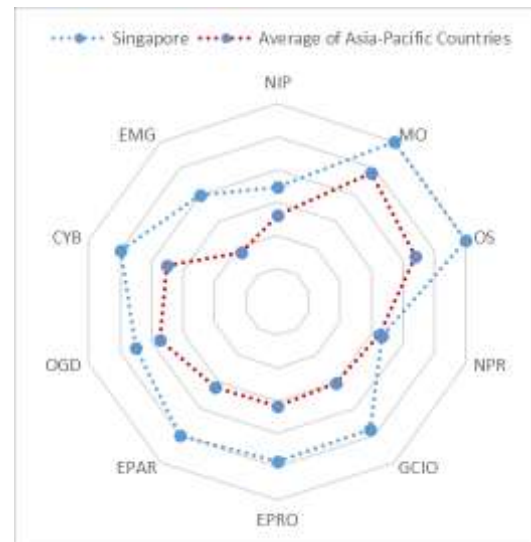 Singapore Average of Asia-Pacific Countries
NIP
EMG MO
CYB OS
OGD NPR
EPAR GCIO
EPRO